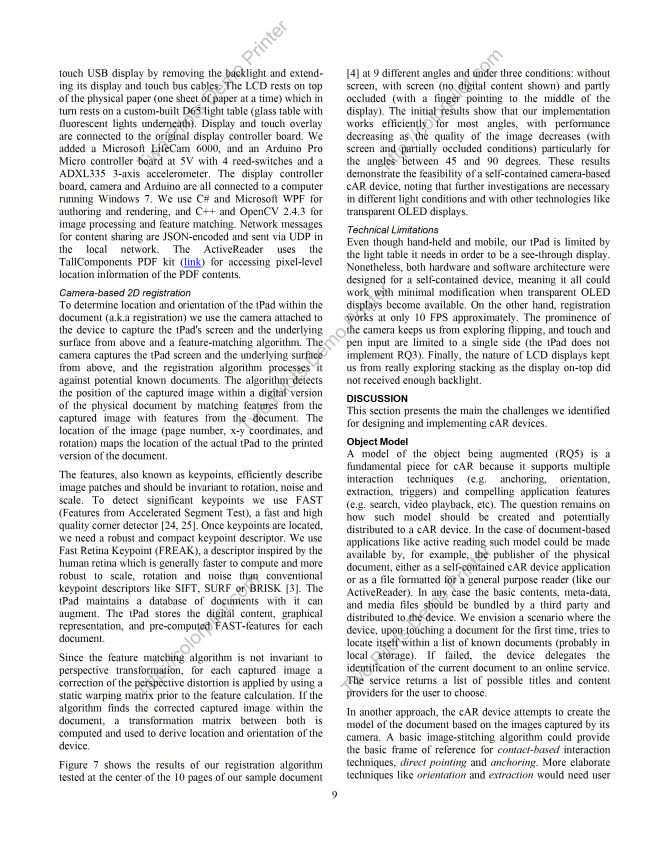 touch USB display by removing the backlight and extend-
ing its display and touch bus cables. The LCD rests on top
of the physical paper (one sheet of paper at a time) which in
turn rests on a custom-built D65 light table (glass table with
fluorescent lights underneath). Display and touch overlay
are connected to the original display controller board. We
added a Microsoft LifeCam 6000, and an Arduino Pro
Micro controller board at 5V with 4 reed-switches and a
ADXL335 3-axis accelerometer. The display controller
board, camera and Arduino are all connected to a computer
running Windows 7. We use C# and Microsoft WPF for
authoring and rendering, and C++ and OpenCV 2.4.3 for
image processing and feature matching. Network messages
for content sharing are JSON-encoded and sent via UDP in
the local network. The ActiveReader uses the
TallComponents PDF kit (link) for accessing pixel-level
location information of the PDF contents.
Camera-based 2D registration
To determine location and orientation of the tPad within the
document (a.k.a registration) we use the camera attached to
the device to capture the tPad's screen and the underlying
surface from above and a feature-matching algorithm. The
camera captures the tPad screen and the underlying surface
from above, and the registration algorithm processes it
against potential known documents. The algorithm detects
the position of the captured image within a digital version
of the physical document by matching features from the
captured image with features from the document. The
location of the image (page number, x-y coordinates, and
rotation) maps the location of the actual tPad to the printed
version of the document.
The features, also known as keypoints, efficiently describe
image patches and should be invariant to rotation, noise and
scale. To detect significant keypoints we use FAST
(Features from Accelerated Segment Test), a fast and high
quality corner detector [24, 25]. Once keypoints are located,
we need a robust and compact keypoint descriptor. We use
Fast Retina Keypoint (FREAK), a descriptor inspired by the
human retina which is generally faster to compute and more
robust to scale, rotation and noise than conventional
keypoint descriptors like SIFT, SURF or BRISK [3]. The
tPad maintains a database of documents with it can
augment. The tPad stores the digital content, graphical
representation, and pre-computed FAST-features for each
document.
Since the feature matching algorithm is not invariant to
perspective transformation, for each captured image a
correction of the perspective distortion is applied by using a
static warping matrix prior to the feature calculation. If the
algorithm finds the corrected captured image within the
document, a transformation matrix between both is
computed and used to derive location and orientation of the
device.
Figure 7 shows the results of our registration algorithm
tested at the center of the 10 pages of our sample document
[4] at 9 different angles and under three conditions: without
screen, with screen (no digital content shown) and partly
occluded (with a finger pointing to the middle of the
display). The initial results show that our implementation
works efficiently for most angles, with performance
decreasing as the quality of the image decreases (with
screen and partially occluded conditions) particularly for
the angles between 45 and 90 degrees. These results
demonstrate the feasibility of a self-contained camera-based
cAR device, noting that further investigations are necessary
in different light conditions and with other technologies like
transparent OLED displays.
Technical Limitations
Even though hand-held and mobile, our tPad is limited by
the light table it needs in order to be a see-through display.
Nonetheless, both hardware and software architecture were
designed for a self-contained device, meaning it all could
work with minimal modification when transparent OLED
displays become available. On the other hand, registration
works at only 10 FPS approximately. The prominence of
the camera keeps us from exploring flipping, and touch and
pen input are limited to a single side (the tPad does not
implement RQ3). Finally, the nature of LCD displays kept
us from really exploring stacking as the display on-top did
not received enough backlight.
DISCUSSION
This section presents the main the challenges we identified
for designing and implementing cAR devices.
Object Model
A model of the object being augmented (RQ5) is a
fundamental piece for cAR because it supports multiple
interaction techniques (e.g. anchoring, orientation,
extraction, triggers) and compelling application features
(e.g. search, video playback, etc). The question remains on
how such model should be created and potentially
distributed to a cAR device. In the case of document-based
applications like active reading such model could be made
available by, for example, the publisher of the physical
document, either as a self-contained cAR device application
or as a file formatted for a general purpose reader (like our
ActiveReader). In any case the basic contents, meta-data,
and media files should be bundled by a third party and
distributed to the device. We envision a scenario where the
device, upon touching a document for the first time, tries to
locate itself within a list of known documents (probably in
local storage). If failed, the device delegates the
identification of the current document to an online service.
The service returns a list of possible titles and content
providers for the user to choose.
In another approach, the cAR device attempts to create the
model of the document based on the images captured by its
camera. A basic image-stitching algorithm could provide
the basic frame of reference for contact-based interaction
techniques, direct pointing and anchoring. More elaborate
techniques like orientation and extraction would need user
9